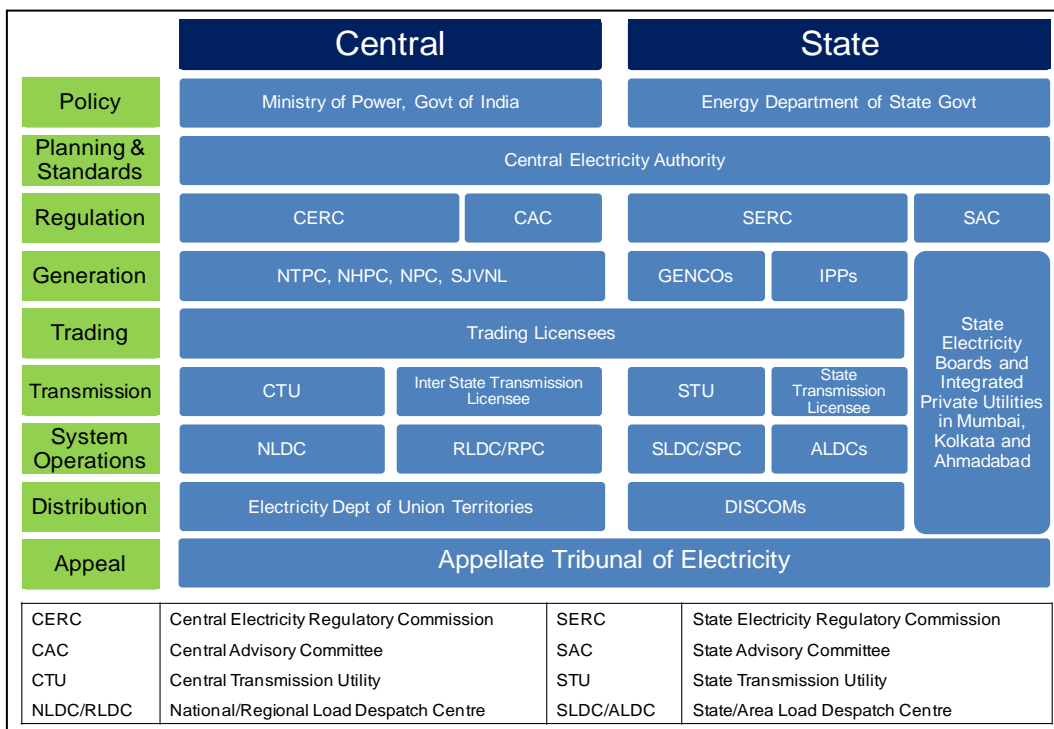 Central
State
Policy
Ministry of Power, Govt of India
Energy Department of State Govt
Planning &
Standards
Central Electricity Authority
Regulation
CERC
CAC
SERC
SAC
Generation
NTPC, NHPC, NPC, SJVNL
GENCOs
IPPs
State
Electricity
Boards and
Integrated
Private Utilities
in Mumbai,
Kolkata and
Ahmadabad
Trading
Trading Licensees
Transmission
CTU
Inter State Transmission
Licensee
STU
State
Transmission
Licensee
System
Operations
NLDC
RLDC/RPC
SLDC/SPC
ALDCs
Distribution
Electricity Dept of Union Territories
DISCOMs
Appeal
Appellate Tribunal of Electricity
CERC Central Electricity Regulatory Commission SERC State Electricity Regulatory Commission
CAC Central Advisory Committee SAC State Advisory Committee
CTU Central Transmission Utility STU State Transmission Utility
NLDC/RLDC National/Regional Load Despatch Centre SLDC/ALDC State/Area Load Despatch Centre